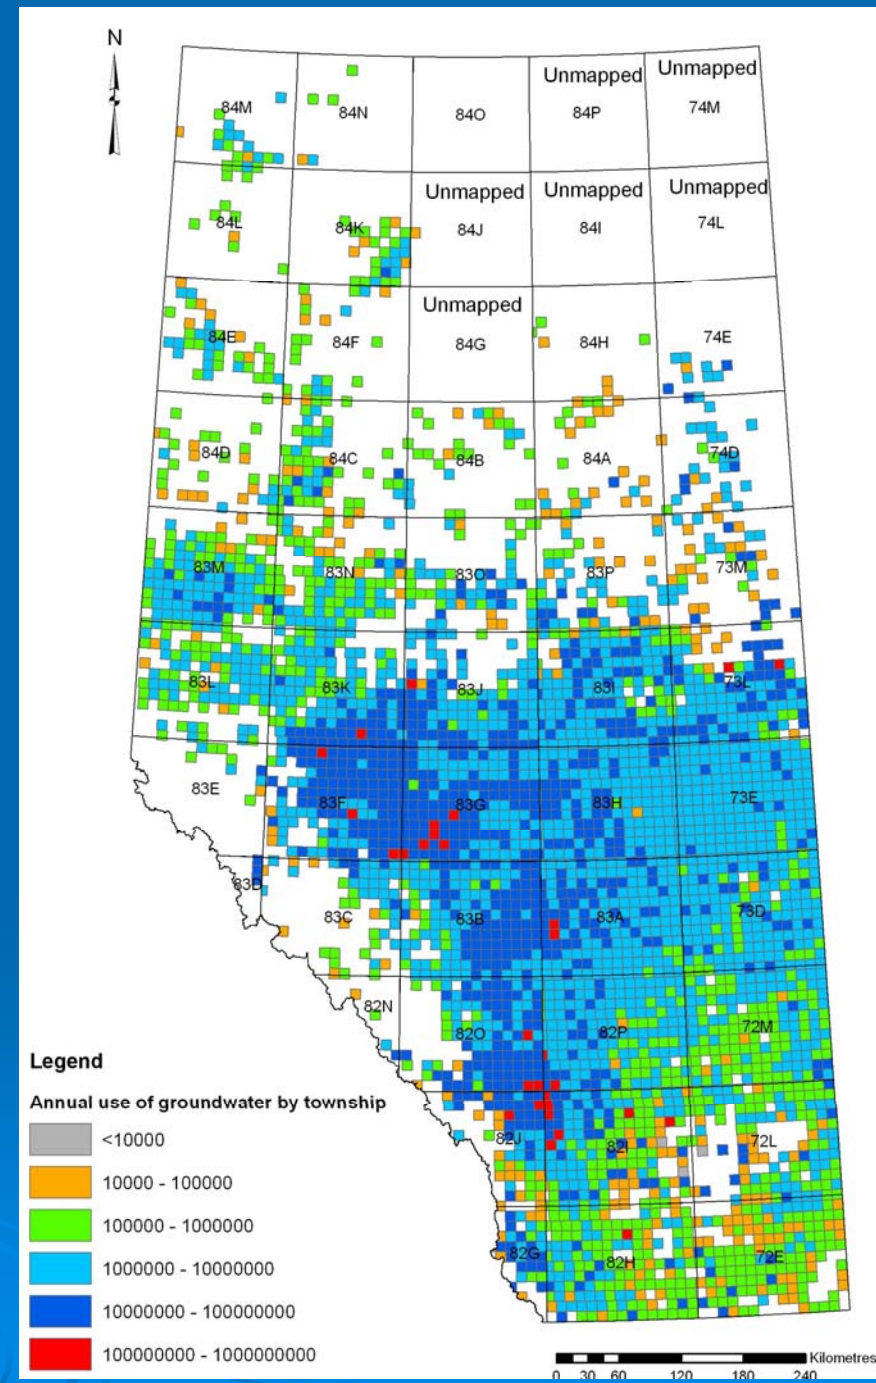 N
Unmapped
Unmapped
84M
84N
84O
84P
74M
Unmapped
Unmapped
Unmapped
84L
84K
84J
84I
74L
Unmapped
84E
84F
84G
84H
74E
84D
84C
84B
84A
74D
83M
83N
83O
83P
73M
83L
83K
83J
83I
73L
83E
83F
83G
83H
73E
83D
83C
83B
83A
73D
82N
82O
82P
72M
82J
82I
72L
82G
82H
72E
Legend
Annual use of groundwater by township
<10000
10000 - 100000
100000 - 1000000
1000000 - 10000000
10000000 - 100000000
100000000 - 1000000000
Kilometres
0 30 60 120 180 240